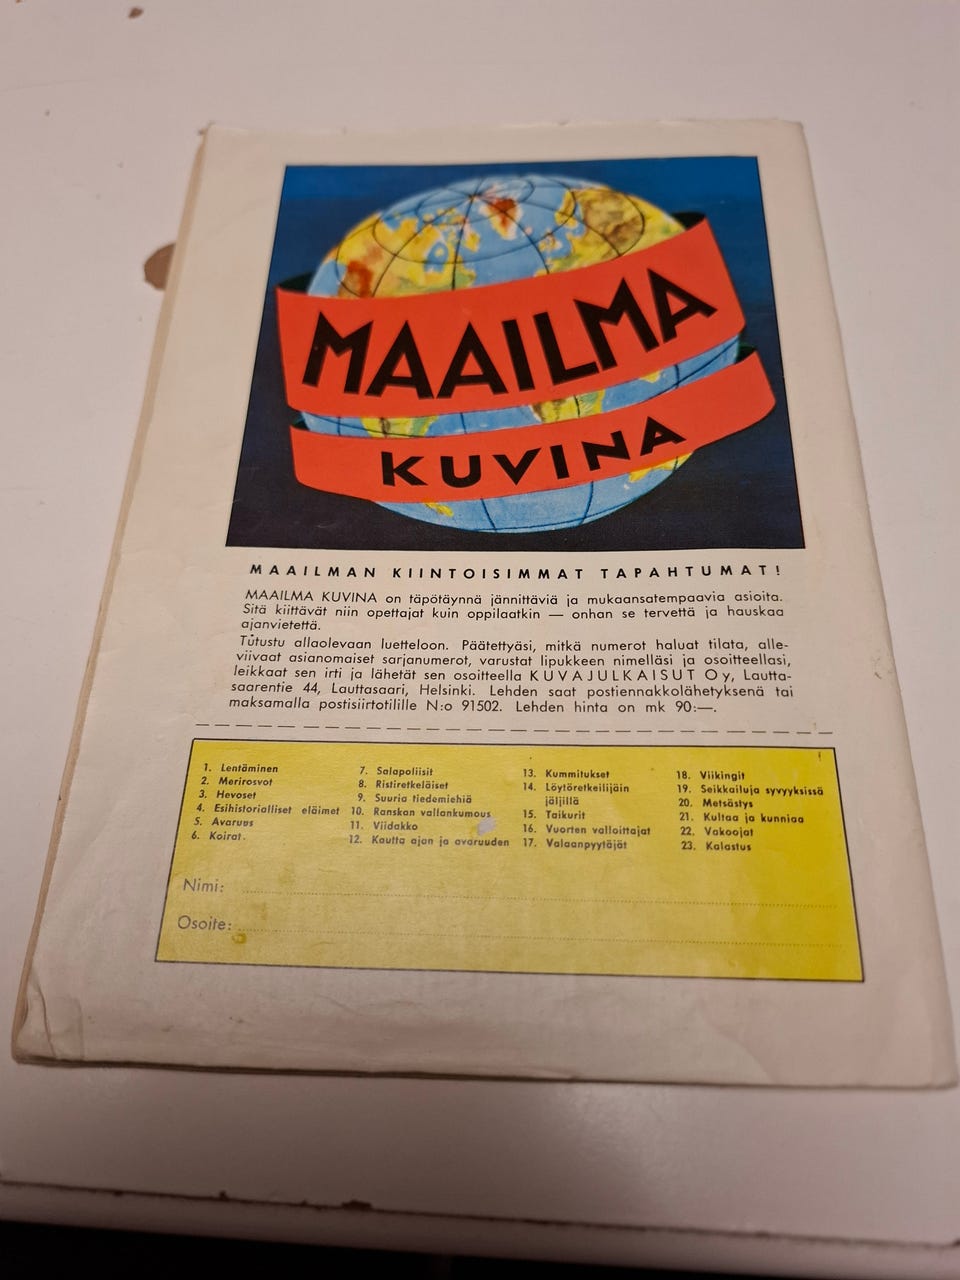 MAAILMA
KUVINA
MAAILMAN KIINTOISIMMAT TAPAHTUMAT!
MAAILMA KUVINA on täpötäynnä jännittäviä ja mukaansatempaavia asioita.
Sitä kiittävät niin opettajat kuin oppilaatkin — onhan se tervettä ja hauskaa
ajanvietettä.
Tutustu allaolevaan luetteloon. Päätettyäsi, mitkä numerot haluat tilata, alle-
viivaat asianomaiset sarjanumerot, varustat lipukkeen nimelläsi ja osoitteellasi,
leikkaat sen irti ja lähetät sen osoitteella KUVAJULKAISUT Oy, Lautta-
saarentie 44, Lauttasaari, Helsinki. Lehden saat postiennakkolähetyksenä tai
maksamalla postisiirtotilille N:o 91502. Lehden hinta on mk 90:—.
1. Lentäminen
2. Merirosvot
3. Hevoset
4. Esihistorialliset eläimet
5. Avaruus
6. Koirat
7. Salapoliisit
8. Ristiretkeläiset
9. Suuria tiedemiehiä
10. Ranskan vallankumous
11. Viidakko
12. Kautta ajan ja avaruuden
13. Kummitukset
14. Löytöretkeilijäin
jäljillä
15. Taikurit
16. Vuorten valloittajat
17. Valaanpyytäjät
18. Viikingit
19. Seikkailuja syvyyksissä
20. Metsästys
21. Kultaa ja kunniaa
22. Vakoojat
23. Kalastus
Nimi:
Osoite: